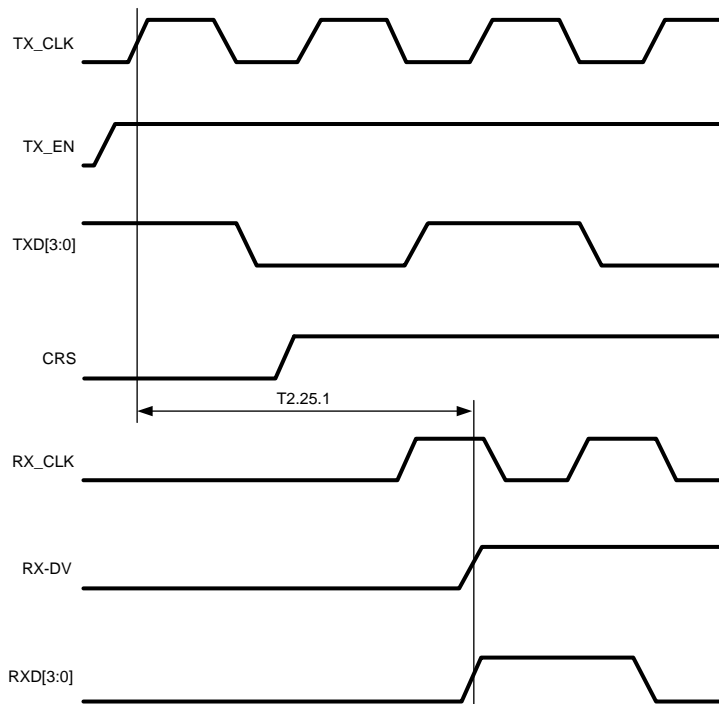 TX_CLK
TX_EN
TXD[3:0]
CRS
T2.25.1
RX_CLK
RX-DV
RXD[3:0]